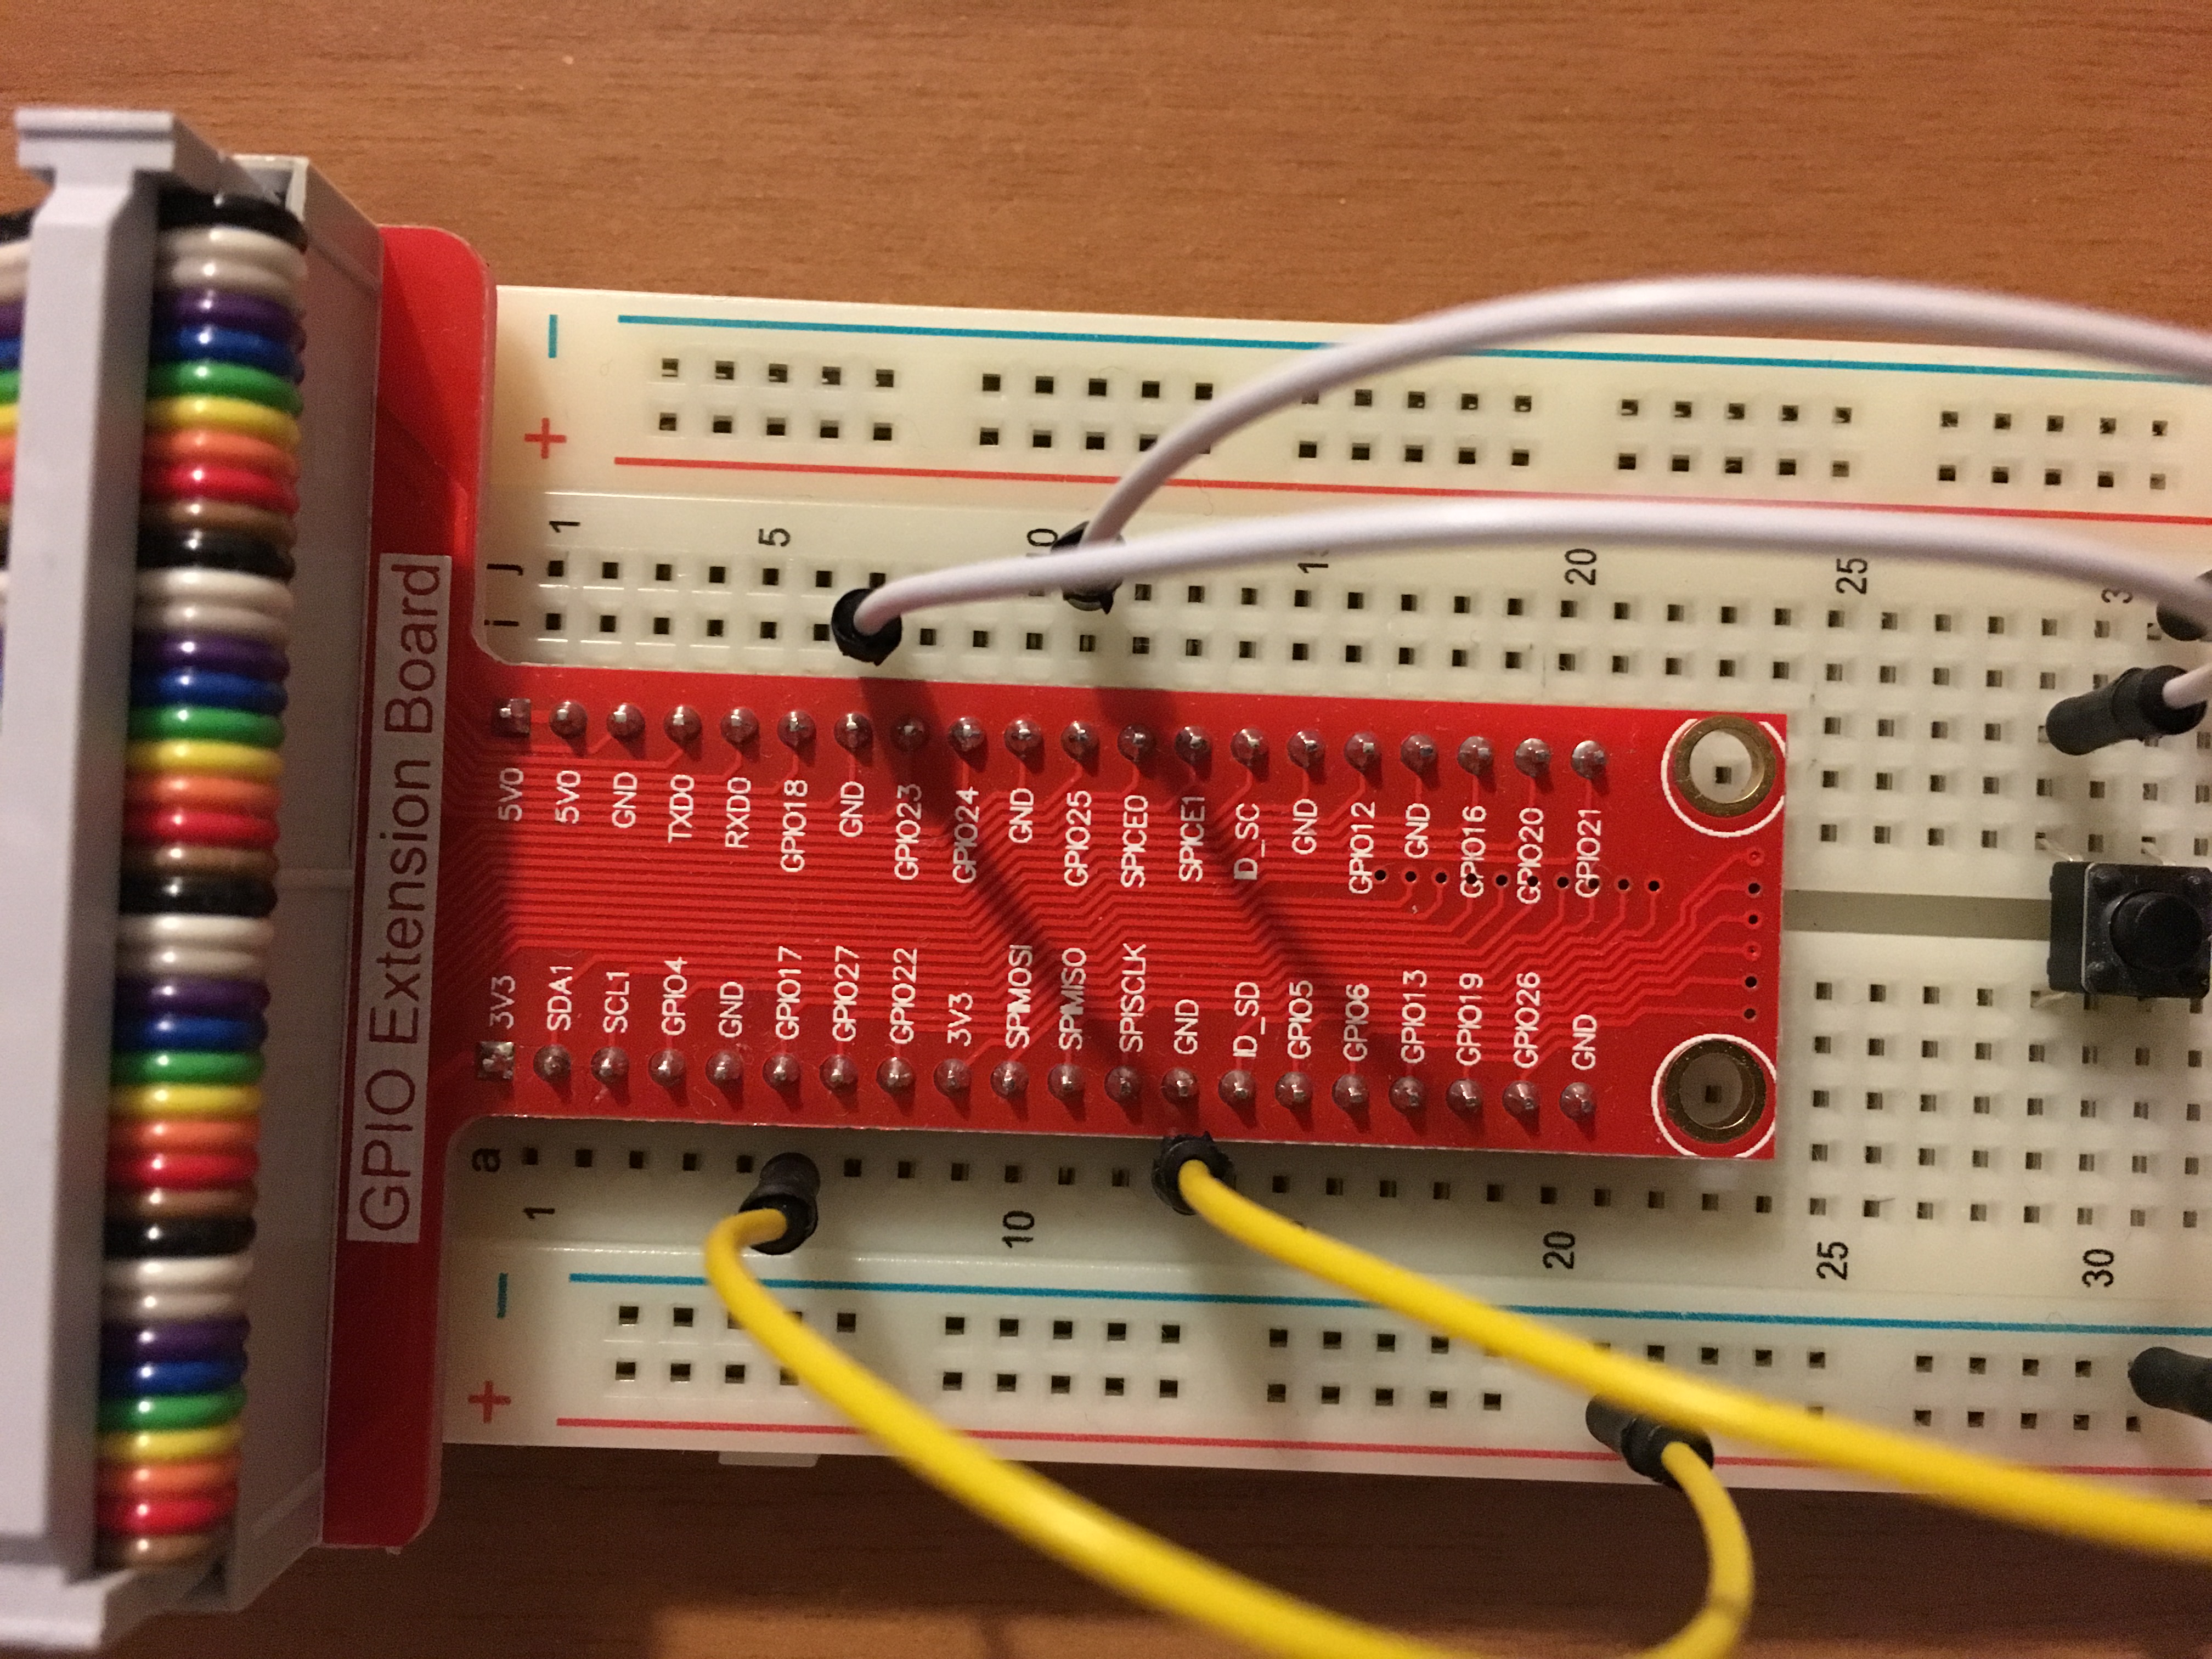 GPIO Extension Board
− 
+
1 5 10 15 20 25
j
i
5V0 5V0 GND TXD0 RXD0 GPIO18 GND GPIO23 GPIO24 GND GPIO25 SPICE0 SPICE1 ID_SC GND GPIO12 GND GPIO16 GPIO20 GPIO21
3V3 SDA1 SCL1 GPIO4 GND GPIO17 GPIO27 GPIO22 3V3 SPIMOSI SPIMISO SPISCLK GND ID_SD GPIO5 GPIO6 GPIO13 GPIO19 GPIO26 GND
a
1 10 20 25 30
−
+